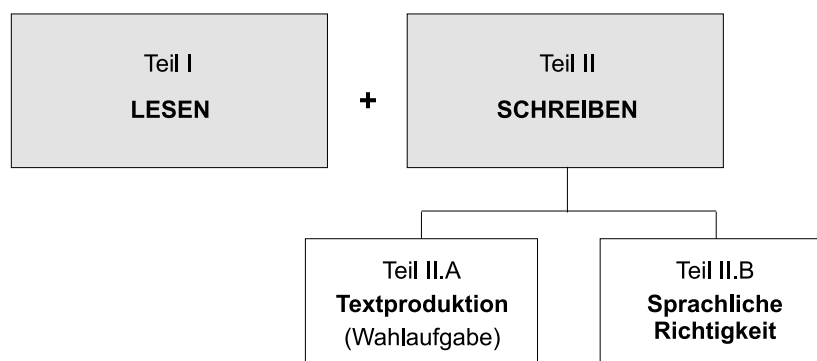 Teil I
LESEN
+
Teil II
SCHREIBEN
Teil II.A
Textproduktion
(Wahlaufgabe)
Teil II.B
Sprachliche
Richtigkeit